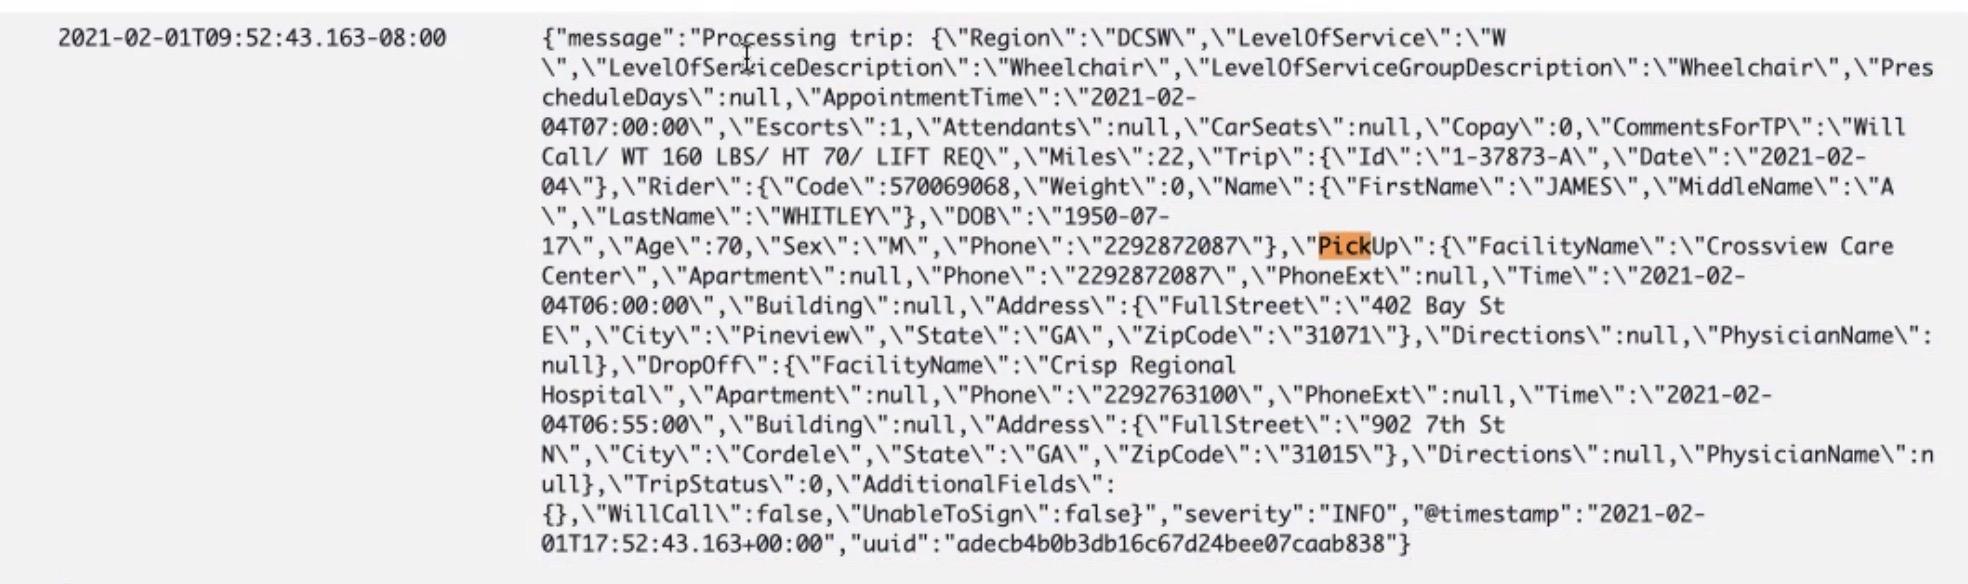 2021-02-01T09:52:43.163-08:00 {"message":"Processing trip: {\"Region\":\"DCSW\",\"LevelOfService\":\"W
\",\"LevelOfServiceDescription\":\"Wheelchair\",\"LevelOfServiceGroupDescription\":\"Wheelchair\",\"Pres
cheduleDays\":null,\"AppointmentTime\":\"2021-02-
04T07:00:00\",\"Escorts\":1,\"Attendants\":null,\"CarSeats\":null,\"Copay\":0,\"CommentsForTP\":\"Will
Call/ WT 160 LBS/ HT 70/ LIFT REQ\",\"Miles\":22,\"Trip\":{\"Id\":\"1-37873-A\",\"Date\":\"2021-02-
04\"},\"Rider\":{\"Code\":570069068,\"Weight\":0,\"Name\":{\"FirstName\":\"JAMES\",\"MiddleName\":\"A
\",\"LastName\":\"WHITLEY\"},\"DOB\":\"1950-07-
17\",\"Age\":70,\"Sex\":\"M\",\"Phone\":\"2292872087\"},\"PickUp\":{\"FacilityName\":\"Crossview Care
Center\",\"Apartment\":null,\"Phone\":\"2292872087\",\"PhoneExt\":null,\"Time\":\"2021-02-
04T06:00:00\",\"Building\":null,\"Address\":{\"FullStreet\":\"402 Bay St
E\",\"City\":\"Pineview\",\"State\":\"GA\",\"ZipCode\":\"31071\"},\"Directions\":null,\"PhysicianName\":
null},\"DropOff\":{\"FacilityName\":\"Crisp Regional
Hospital\",\"Apartment\":null,\"Phone\":\"2292763100\",\"PhoneExt\":null,\"Time\":\"2021-02-
04T06:55:00\",\"Building\":null,\"Address\":{\"FullStreet\":\"902 7th St
N\",\"City\":\"Cordele\",\"State\":\"GA\",\"ZipCode\":\"31015\"},\"Directions\":null,\"PhysicianName\":n
ull},\"TripStatus\":0,\"AdditionalFields\":
{},\"WillCall\":false,\"UnableToSign\":false}","severity":"INFO","@timestamp":"2021-02-
01T17:52:43.163+00:00","uuid":"adecb4b0b3db16c67d24bee07caab838"}